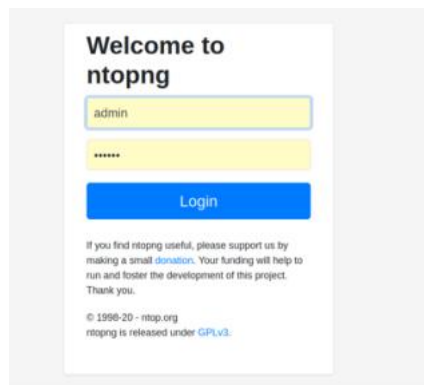 Welcome to
ntopng
admin
••••••
Login
If you find ntopng useful, please support us by
making a small donation. Your funding will help to
run and foster the development of this project.
Thank you.
© 1998-20 - ntop.org
ntopng is released under GPLv3.